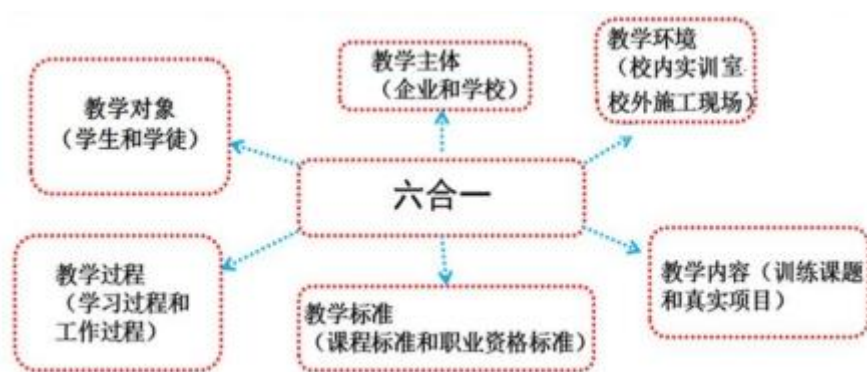 教学主体
（企业和学校）
教学环境
（校内实训室
校外施工现场）
教学对象
（学生和学徒）
六合一
教学过程
（学习过程和
工作过程）
教学标准
（课程标准和职业资格标准）
教学内容（训练课题
和真实项目）